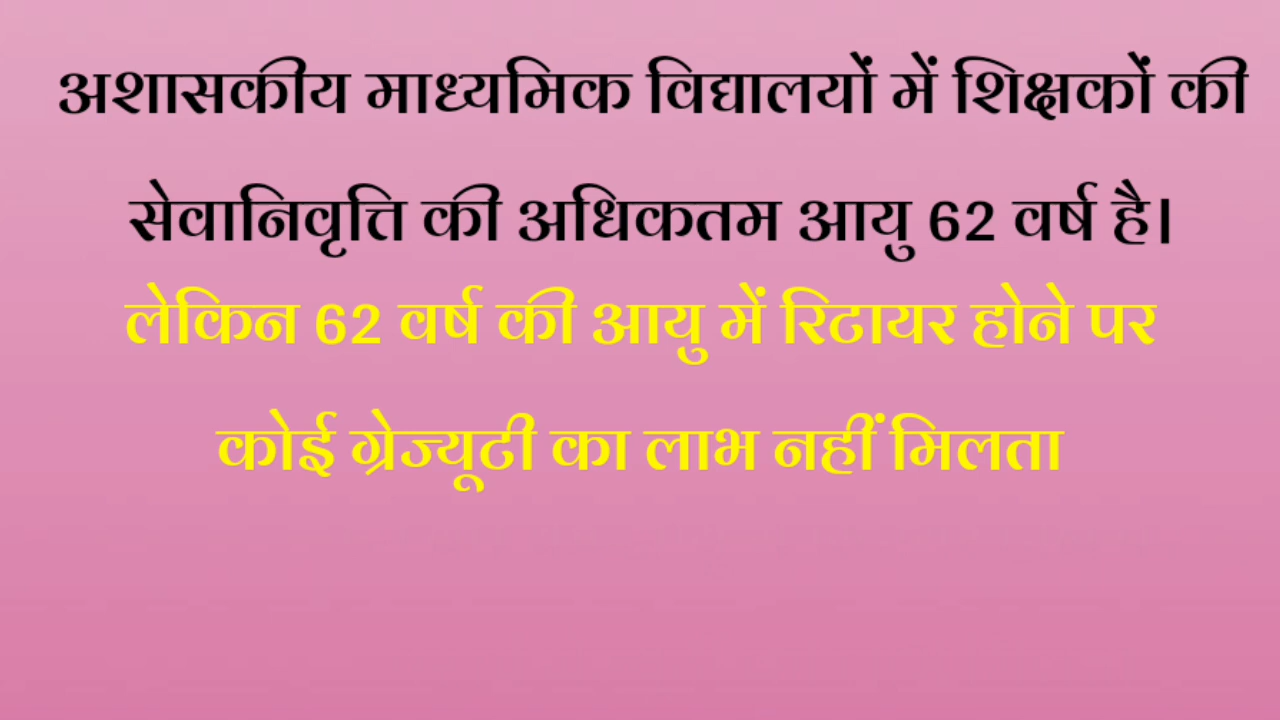 अशासकीय माध्यमिक विद्यालयों में शिक्षकों की
सेवानिवृत्ति की अधिकतम आयु 62 वर्ष है।
लेकिन 62 वर्ष की आयु में रिटायर होने पर
कोई ग्रेज्यूटी का लाभ नहीं मिलता